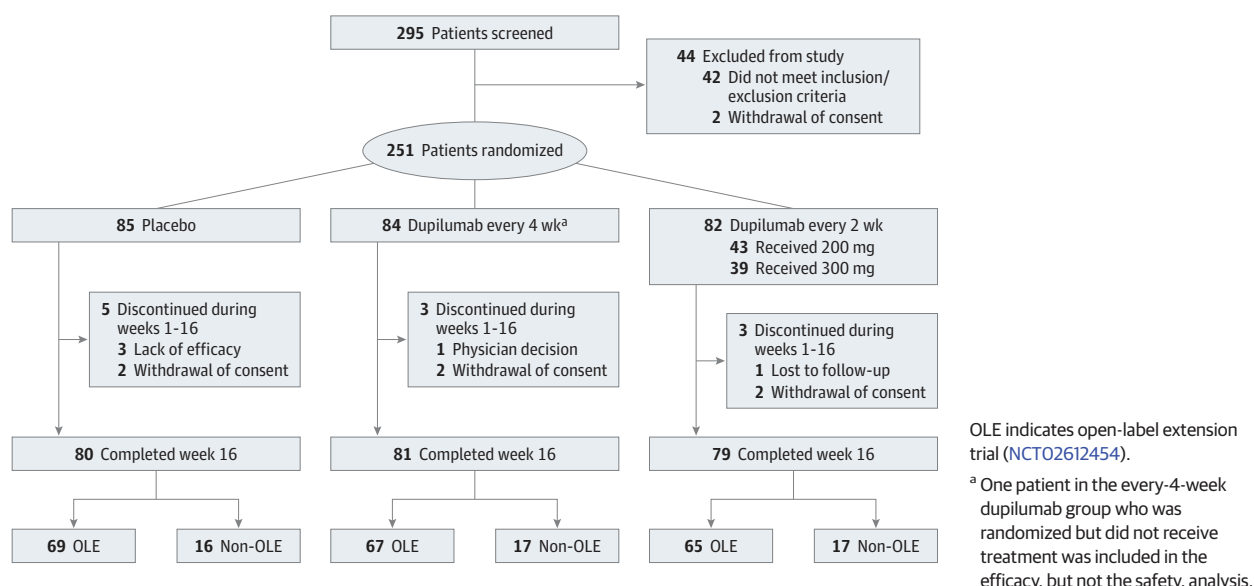 295 Patients screened
44 Excluded from study
42 Did not meet inclusion/
exclusion criteria
2 Withdrawal of consent
251 Patients randomized
85 Placebo
84 Dupilumab every 4 wkᵃ
82 Dupilumab every 2 wk
43 Received 200 mg
39 Received 300 mg
5 Discontinued during
weeks 1-16
3 Lack of efficacy
2 Withdrawal of consent
3 Discontinued during
weeks 1-16
1 Physician decision
2 Withdrawal of consent
3 Discontinued during
weeks 1-16
1 Lost to follow-up
2 Withdrawal of consent
80 Completed week 16
81 Completed week 16
79 Completed week 16
69 OLE
16 Non-OLE
67 OLE
17 Non-OLE
65 OLE
17 Non-OLE
OLE indicates open-label extension
trial (NCT02612454).
ᵃ One patient in the every-4-week
dupilumab group who was
randomized but did not receive
treatment was included in the
efficacy, but not the safety, analysis.